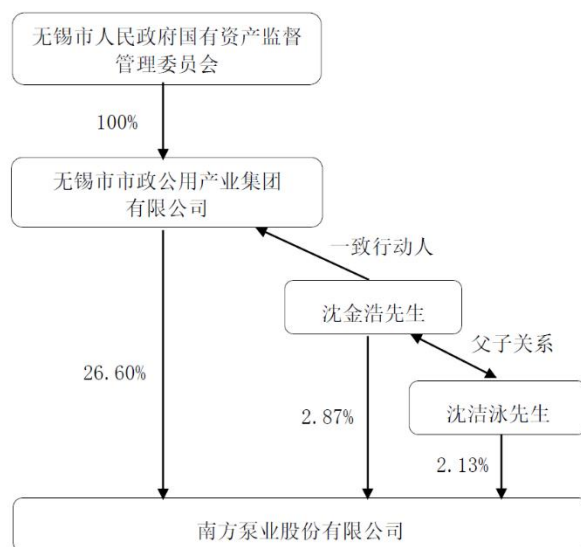 无锡市人民政府国有资产监督
管理委员会
100%
无锡市市政公用产业集团
有限公司
一致行动人
沈金浩先生
父子关系
26.60%
2.87%
沈洁泳先生
2.13%
南方泵业股份有限公司